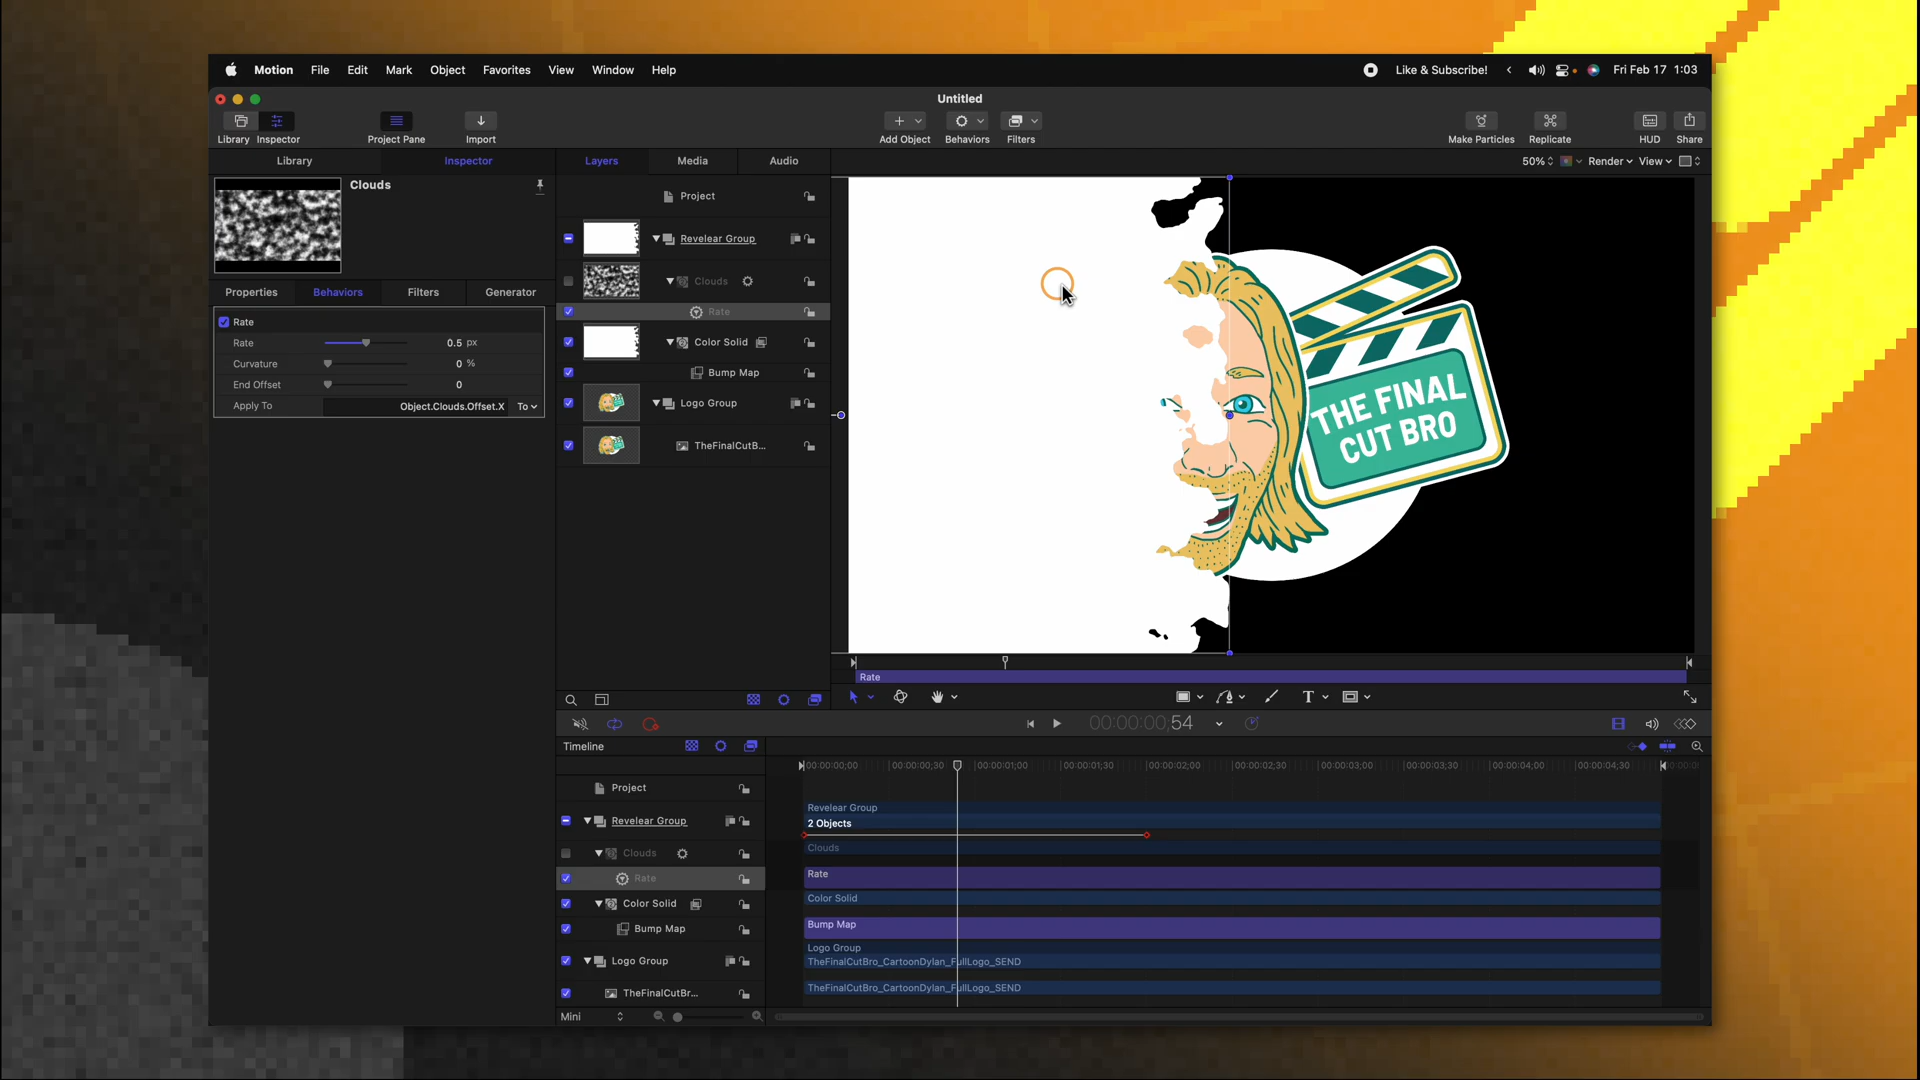 Motion File Edit Mark Object Favorites View Window Help
Like & Subscribe! Fri Feb 17 1:03
Untitled
Library Inspector Project Pane Import Add Object Behaviors Filters Make Particles Replicate HUD Share
Library Inspector Layers Media Audio 50% Render View
Clouds
Properties Behaviors Filters Generator
Rate
Rate 0.5 px
Curvature 0 %
End Offset 0
Apply To Object.Clouds.Offset.X To
Project
Revelear Group
Clouds
Rate
Color Solid
Bump Map
Logo Group
TheFinalCutB...
THE FINAL
CUT BRO
Rate
00:00:00;54
Timeline
00:00:00;00 00:00:00;30 00:00:01;00 00:00:01;30 00:00:02;00 00:00:02;30 00:00:03;00 00:00:03;30 00:00:04;00 00:00:04;30
Project
Revelear Group
Clouds
Rate
Color Solid
Bump Map
Logo Group
TheFinalCutBr...
Revelear Group
2 Objects
Clouds
Rate
Color Solid
Bump Map
Logo Group
TheFinalCutBro_CartoonDylan_FullLogo_SEND
TheFinalCutBro_CartoonDylan_FullLogo_SEND
Mini